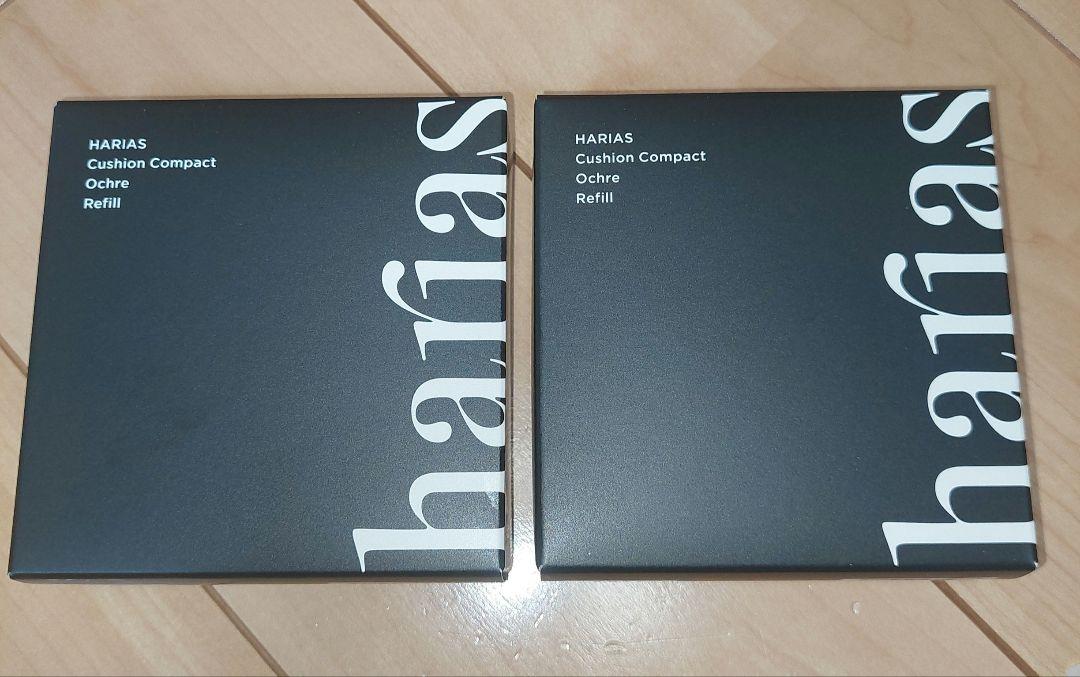 HARIAS
Cushion Compact
Ochre
Refill
harias
HARIAS
Cushion Compact
Ochre
Refill
harias